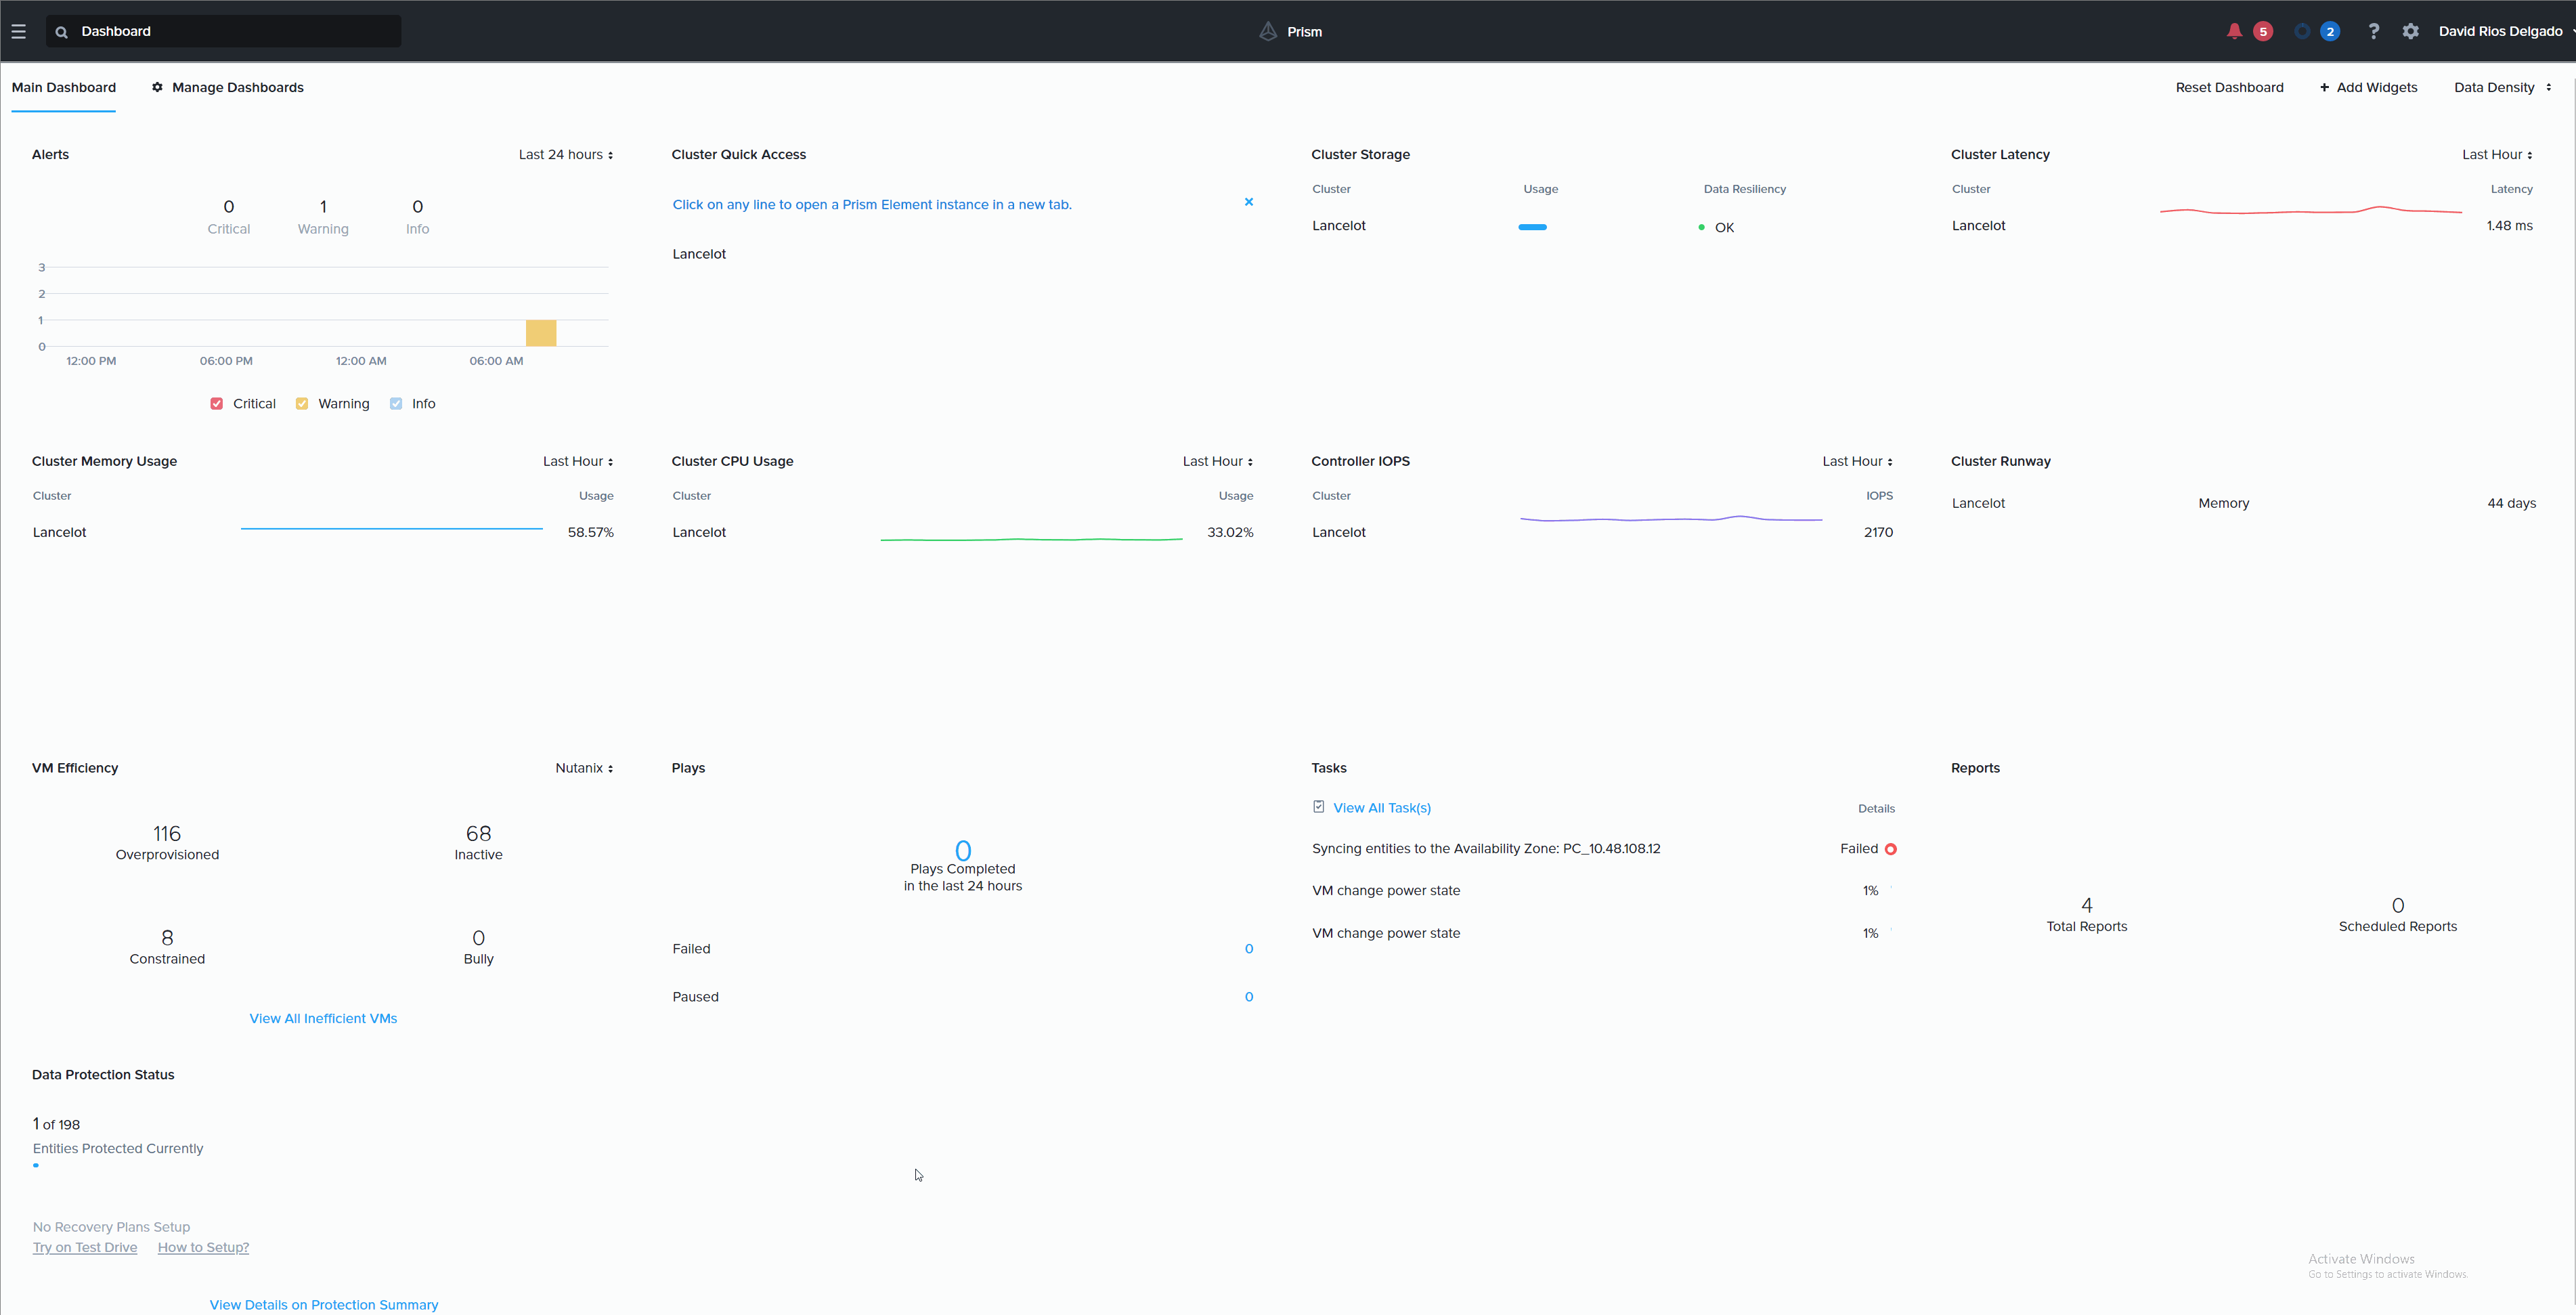 Dashboard
Prism
5
2
?
David Rios Delgado
Main Dashboard
Manage Dashboards
Reset Dashboard
+ Add Widgets
Data Density
Alerts
Last 24 hours
0
Critical
1
Warning
0
Info
3
2
1
0
12:00 PM
06:00 PM
12:00 AM
06:00 AM
Critical
Warning
Info
Cluster Quick Access
Click on any line to open a Prism Element instance in a new tab.
Lancelot
Cluster Storage
Cluster Usage Data Resiliency
Lancelot OK
Cluster Latency
Last Hour
Cluster Latency
Lancelot 1.48 ms
Cluster Memory Usage
Last Hour
Cluster Usage
Lancelot 58.57%
Cluster CPU Usage
Last Hour
Cluster Usage
Lancelot 33.02%
Controller IOPS
Last Hour
Cluster IOPS
Lancelot 2170
Cluster Runway
Lancelot Memory 44 days
VM Efficiency
Nutanix
116
Overprovisioned
68
Inactive
8
Constrained
0
Bully
View All Inefficient VMs
Plays
0
Plays Completed
in the last 24 hours
Failed 0
Paused 0
Tasks
View All Task(s)
Details
Syncing entities to the Availability Zone: PC_10.48.108.12 Failed
VM change power state 1%
VM change power state 1%
Reports
4
Total Reports
0
Scheduled Reports
Data Protection Status
1 of 198
Entities Protected Currently
No Recovery Plans Setup
Try on Test Drive
How to Setup?
View Details on Protection Summary
Activate Windows
Go to Settings to activate Windows.